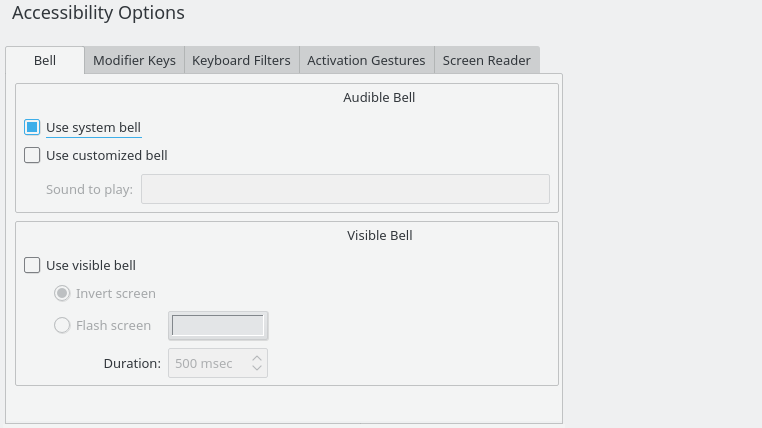 Accessibility Options
Bell Modifier Keys Keyboard Filters Activation Gestures Screen Reader
Audible Bell
Use system bell
Use customized bell
Sound to play:
Visible Bell
Use visible bell
Invert screen
Flash screen
Duration: 500 msec